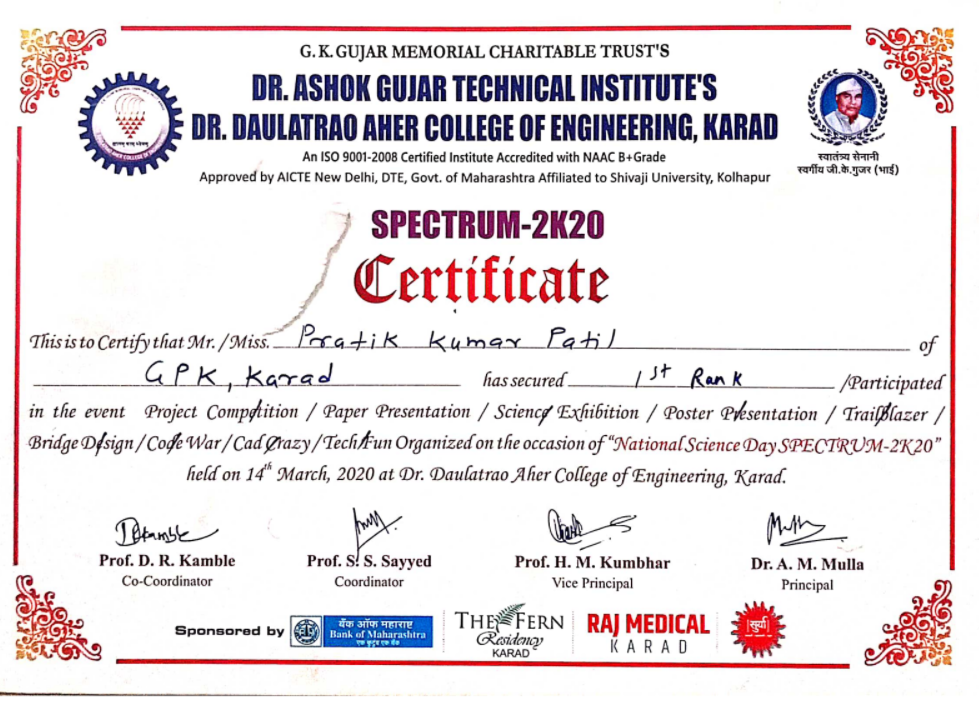 G. K. GUJAR MEMORIAL CHARITABLE TRUST'S
DR. ASHOK GUJAR TECHNICAL INSTITUTE'S
DR. DAULATRAO AHER COLLEGE OF ENGINEERING, KARAD
An ISO 9001-2008 Certified Institute Accredited with NAAC B+Grade
Approved by AICTE New Delhi, DTE, Govt. of Maharashtra Affiliated to Shivaji University, Kolhapur
स्वातंत्र्य सेनानी
स्वर्गीय जी.के.गुजर (भाई)
SPECTRUM-2K20
Certificate
This is to Certify that Mr. /Miss. Pratik Kumar Patil of
GPK, Karad has secured 1st Rank /Participated
in the event Project Competition / Paper Presentation / Science Exhibition / Poster Presentation / Trailblazer /
Bridge Design / Code War / Cad Crazy / Tech Fun Organized on the occasion of "National Science Day SPECTRUM-2K20"
held on 14th March, 2020 at Dr. Daulatrao Aher College of Engineering, Karad.
Prof. D. R. Kamble Prof. S. S. Sayyed Prof. H. M. Kumbhar Dr. A. M. Mulla
Co-Coordinator Coordinator Vice Principal Principal
Sponsored by
बैंक ऑफ महाराष्ट्र
Bank of Maharashtra
एक कुटुंब एक बैंक
THE FERN
Residency
KARAD
RAJ MEDICAL
KARAD
सूर्या